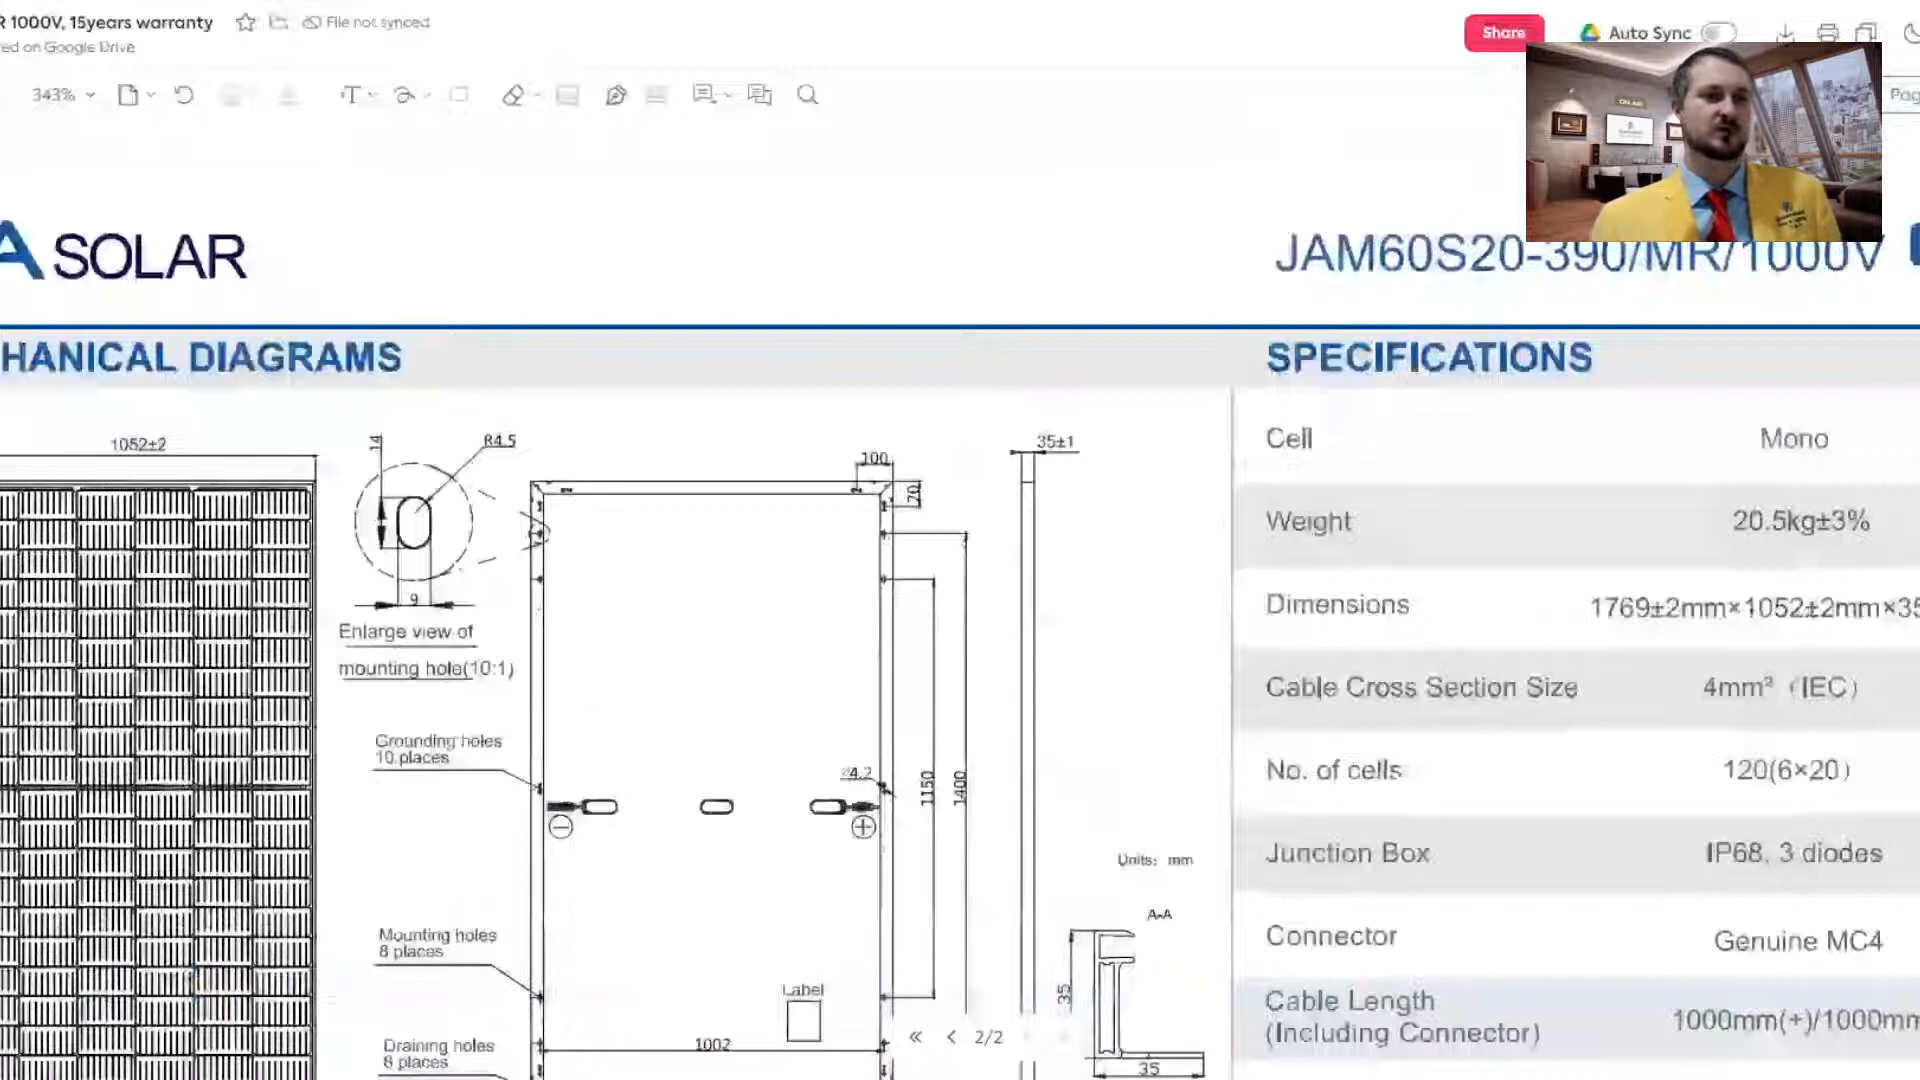 R 1000V, 15years warranty
File not synced
ed on Google Drive
Share
Auto Sync
343%
Pag
A SOLAR
JAM60S20-390/MR/1000V
HANICAL DIAGRAMS
SPECIFICATIONS
1052±2
14
R4.5
9
Enlarge view of
mounting hole(10:1)
Grounding holes
10 places
Mounting holes
8 places
Draining holes
8 places
100
20
35±1
4.2
1150
1400
Label
1002
Units: mm
A-A
35
35
2/2
Cell Mono
Weight 20.5kg±3%
Dimensions 1769±2mm×1052±2mm×35
Cable Cross Section Size 4mm² (IEC)
No. of cells 120(6×20)
Junction Box IP68, 3 diodes
Connector Genuine MC4
Cable Length
(Including Connector) 1000mm(+)/1000mm